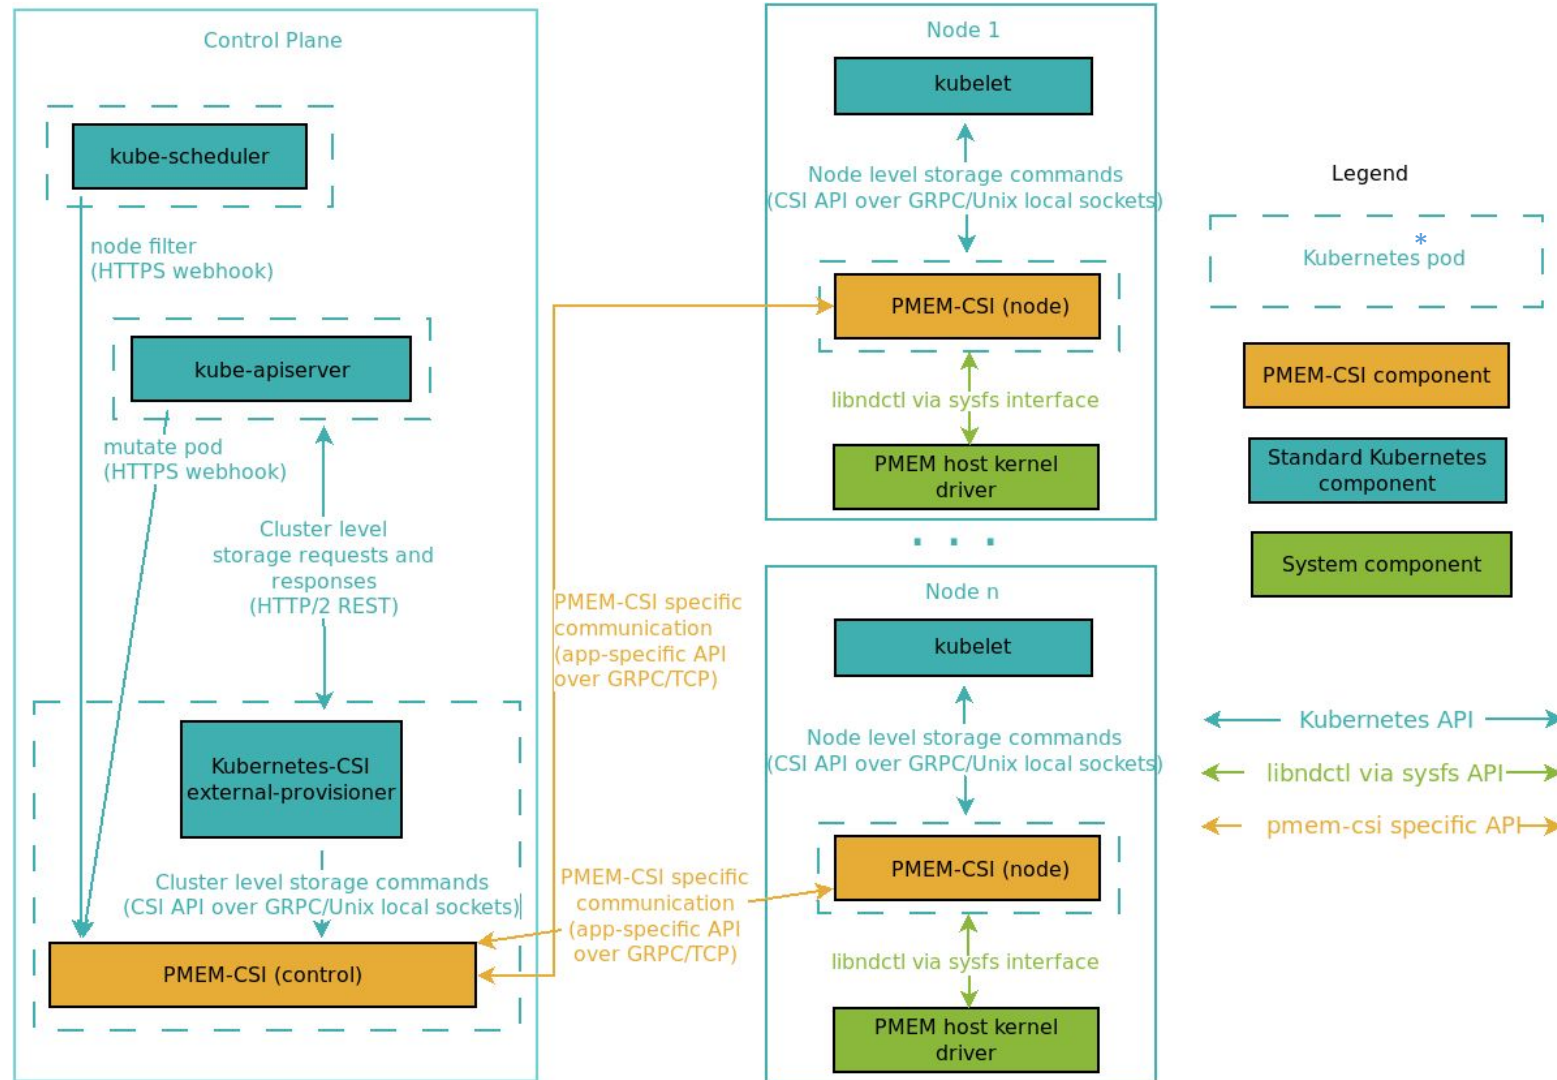 Control Plane
kube-scheduler
node filter
(HTTPS webhook)
kube-apiserver
mutate pod
(HTTPS webhook)
Cluster level
storage requests and
responses
(HTTP/2 REST)
Kubernetes-CSI
external-provisioner
Cluster level storage commands
(CSI API over GRPC/Unix local sockets)
PMEM-CSI (control)
PMEM-CSI specific
communication
(app-specific API
over GRPC/TCP)
PMEM-CSI specific
communication
(app-specific API
over GRPC/TCP)
Node 1
kubelet
Node level storage commands
(CSI API over GRPC/Unix local sockets)
PMEM-CSI (node)
libndctl via sysfs interface
PMEM host kernel
driver
. . .
Node n
kubelet
Node level storage commands
(CSI API over GRPC/Unix local sockets)
PMEM-CSI (node)
libndctl via sysfs interface
PMEM host kernel
driver
Legend
*
Kubernetes pod
PMEM-CSI component
Standard Kubernetes
component
System component
Kubernetes API
libndctl via sysfs API
pmem-csi specific API